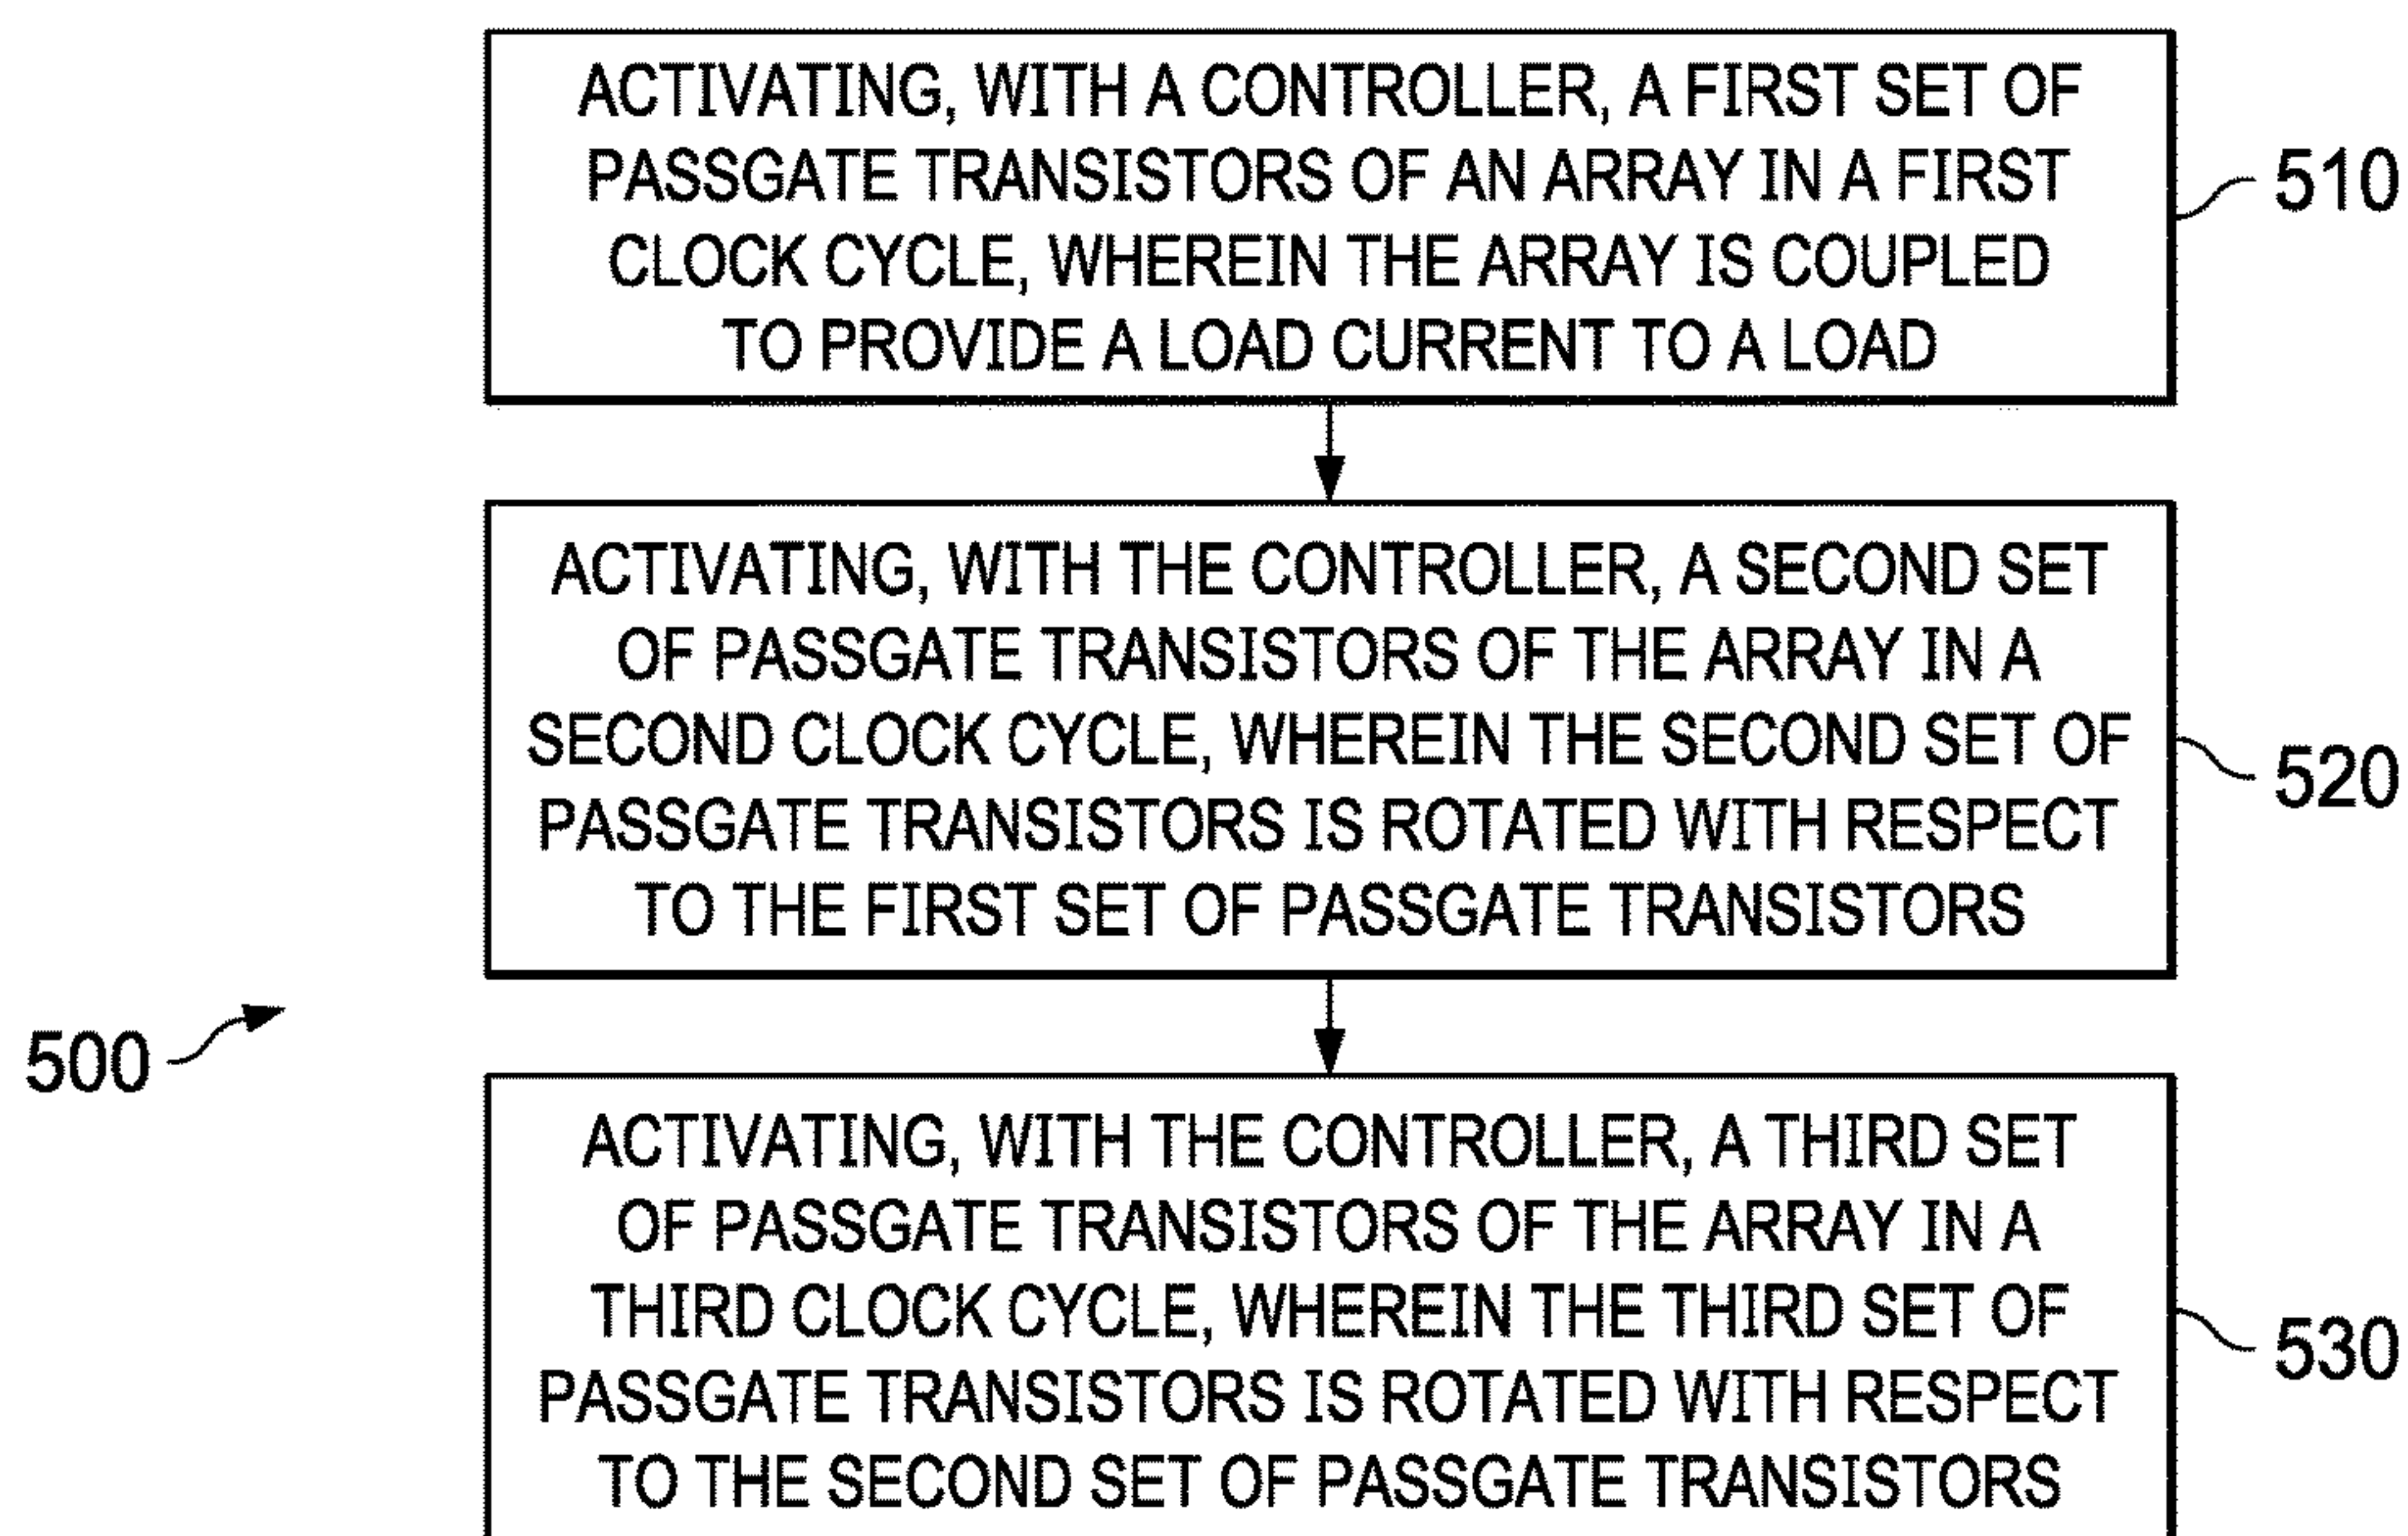 ACTIVATING, WITH A CONTROLLER, A FIRST SET OF
PASSGATE TRANSISTORS OF AN ARRAY IN A FIRST
CLOCK CYCLE, WHEREIN THE ARRAY IS COUPLED
TO PROVIDE A LOAD CURRENT TO A LOAD
510
ACTIVATING, WITH THE CONTROLLER, A SECOND SET
OF PASSGATE TRANSISTORS OF THE ARRAY IN A
SECOND CLOCK CYCLE, WHEREIN THE SECOND SET OF
PASSGATE TRANSISTORS IS ROTATED WITH RESPECT
TO THE FIRST SET OF PASSGATE TRANSISTORS
520
500
ACTIVATING, WITH THE CONTROLLER, A THIRD SET
OF PASSGATE TRANSISTORS OF THE ARRAY IN A
THIRD CLOCK CYCLE, WHEREIN THE THIRD SET OF
PASSGATE TRANSISTORS IS ROTATED WITH RESPECT
TO THE SECOND SET OF PASSGATE TRANSISTORS
530